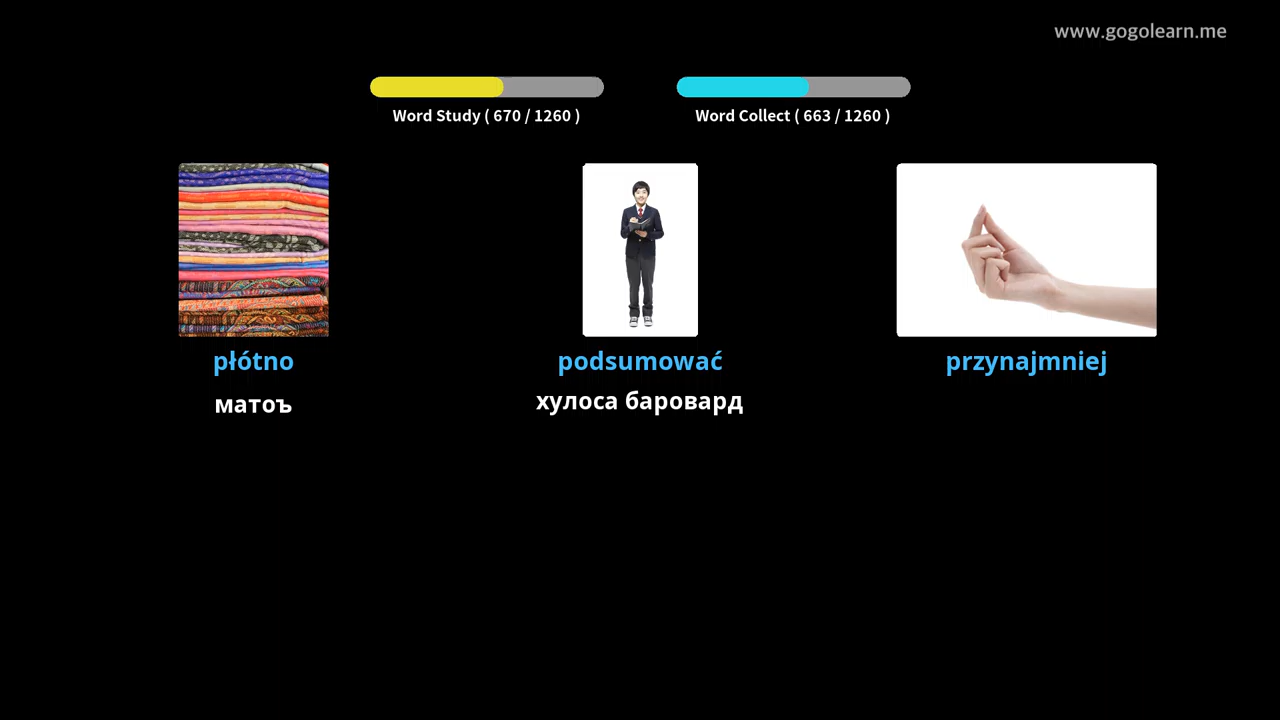 www.gogolearn.me
Word Study ( 670 / 1260 )
Word Collect ( 663 / 1260 )
płótno
podsumować
przynajmniej
матоъ
хулоса баровард